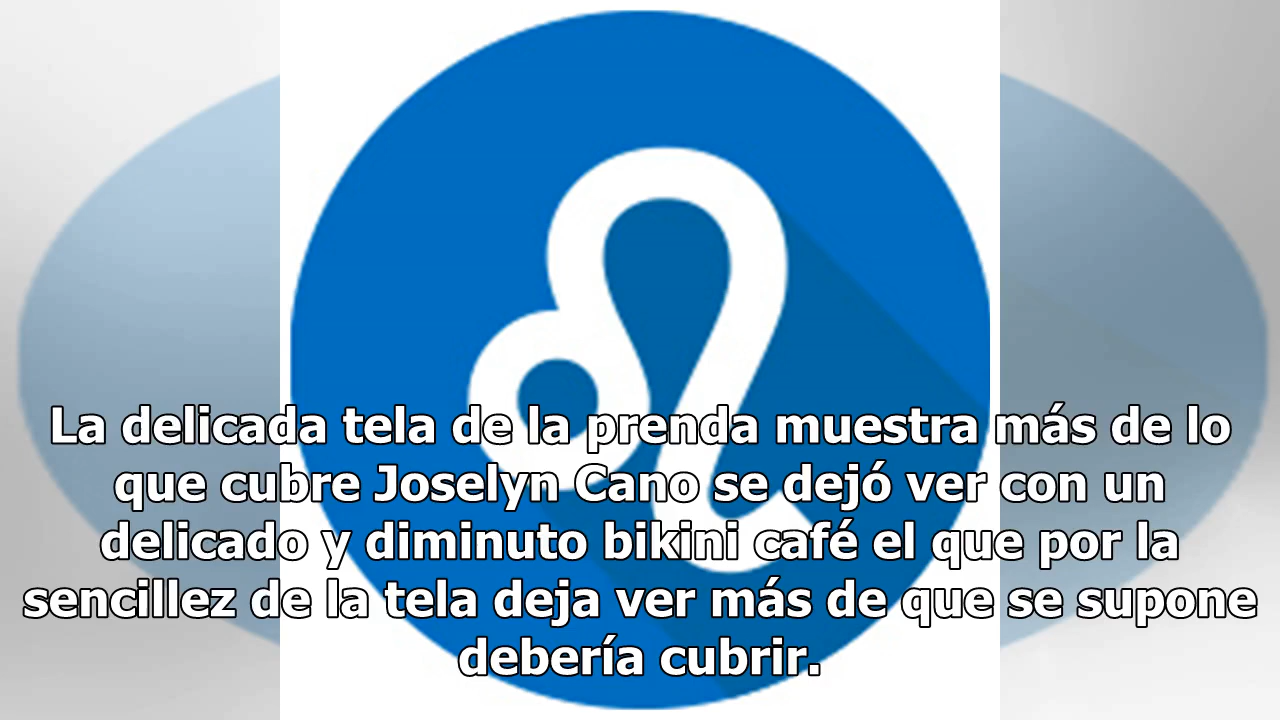 La delicada tela de la prenda muestra más de lo
que cubre Joselyn Cano se dejó ver con un
delicado y diminuto bikini café el que por la
sencillez de la tela deja ver más de que se supone
debería cubrir.